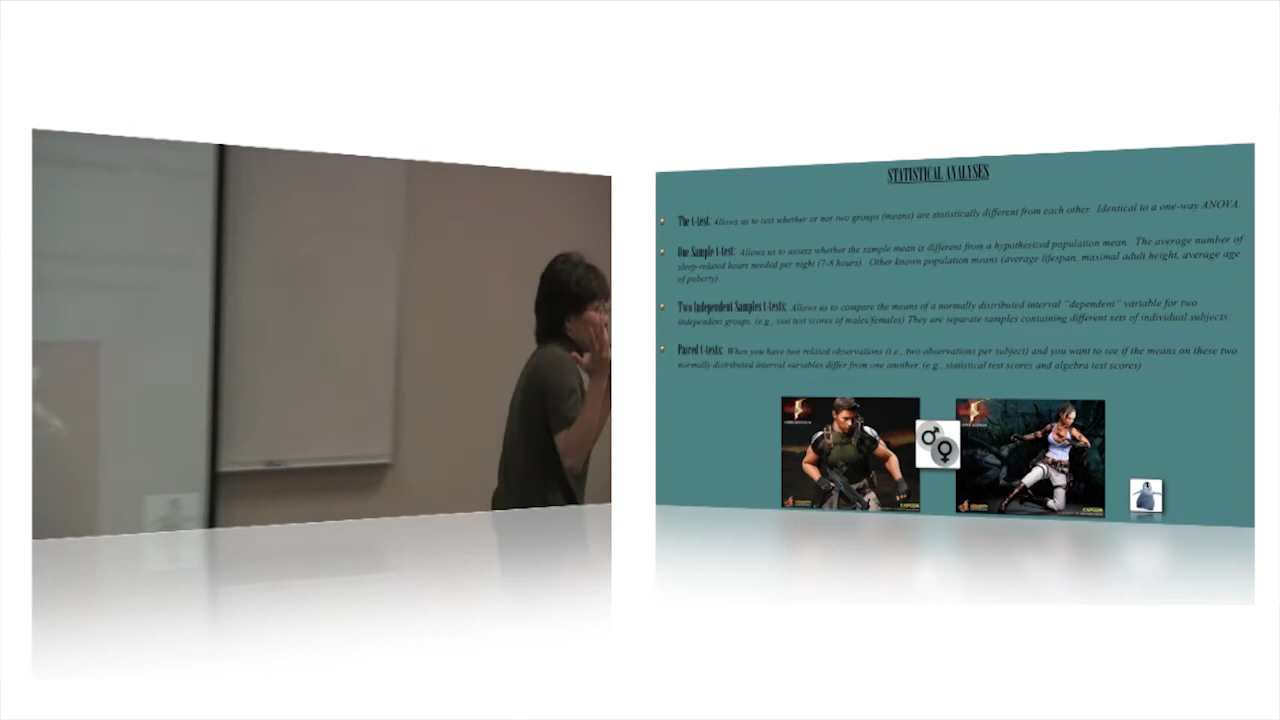 STATISTICAL ANALYSES
The t-test: Allows us to test whether or not two groups (means) are statistically different from each other. Identical to a one-way ANOVA.
One Sample t-test: Allows us to assess whether the sample mean is different from a hypothesized population mean. The average number of
sleep-related hours needed per night (7-8 hours). Other known population means (average lifespan, maximal adult height, average age
of poverty).
Two Independent Samples t-tests: Allows us to compare the means of a normally distributed interval "dependent" variable for two
independent groups. (e.g., stat test scores of males/females) They are separate samples containing different sets of individual subjects.
Paired t-tests: When you have two related observations (i.e., two observations per subject) and you want to see if the means on these two
normally distributed interval variables differ from one another. (e.g., statistical test scores and algebra test scores)
CAPCOM
CAPCOM